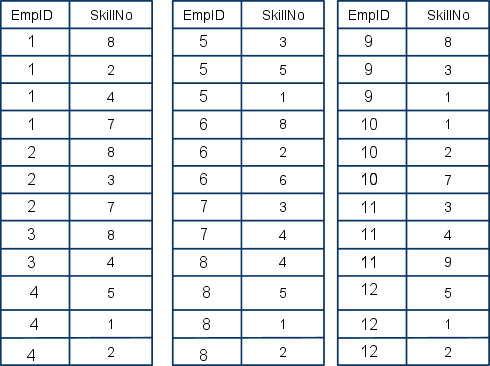 EmpID SkillNo EmpID SkillNo EmpID SkillNo
1 8 5 3 9 8
1 2 5 5 9 3
1 4 5 1 9 1
1 7 6 8 10 1
2 8 6 2 10 2
2 3 6 6 10 7
2 7 7 3 11 3
3 8 7 4 11 4
3 4 8 4 11 9
4 5 8 5 12 5
4 1 8 1 12 1
4 2 8 2 12 2